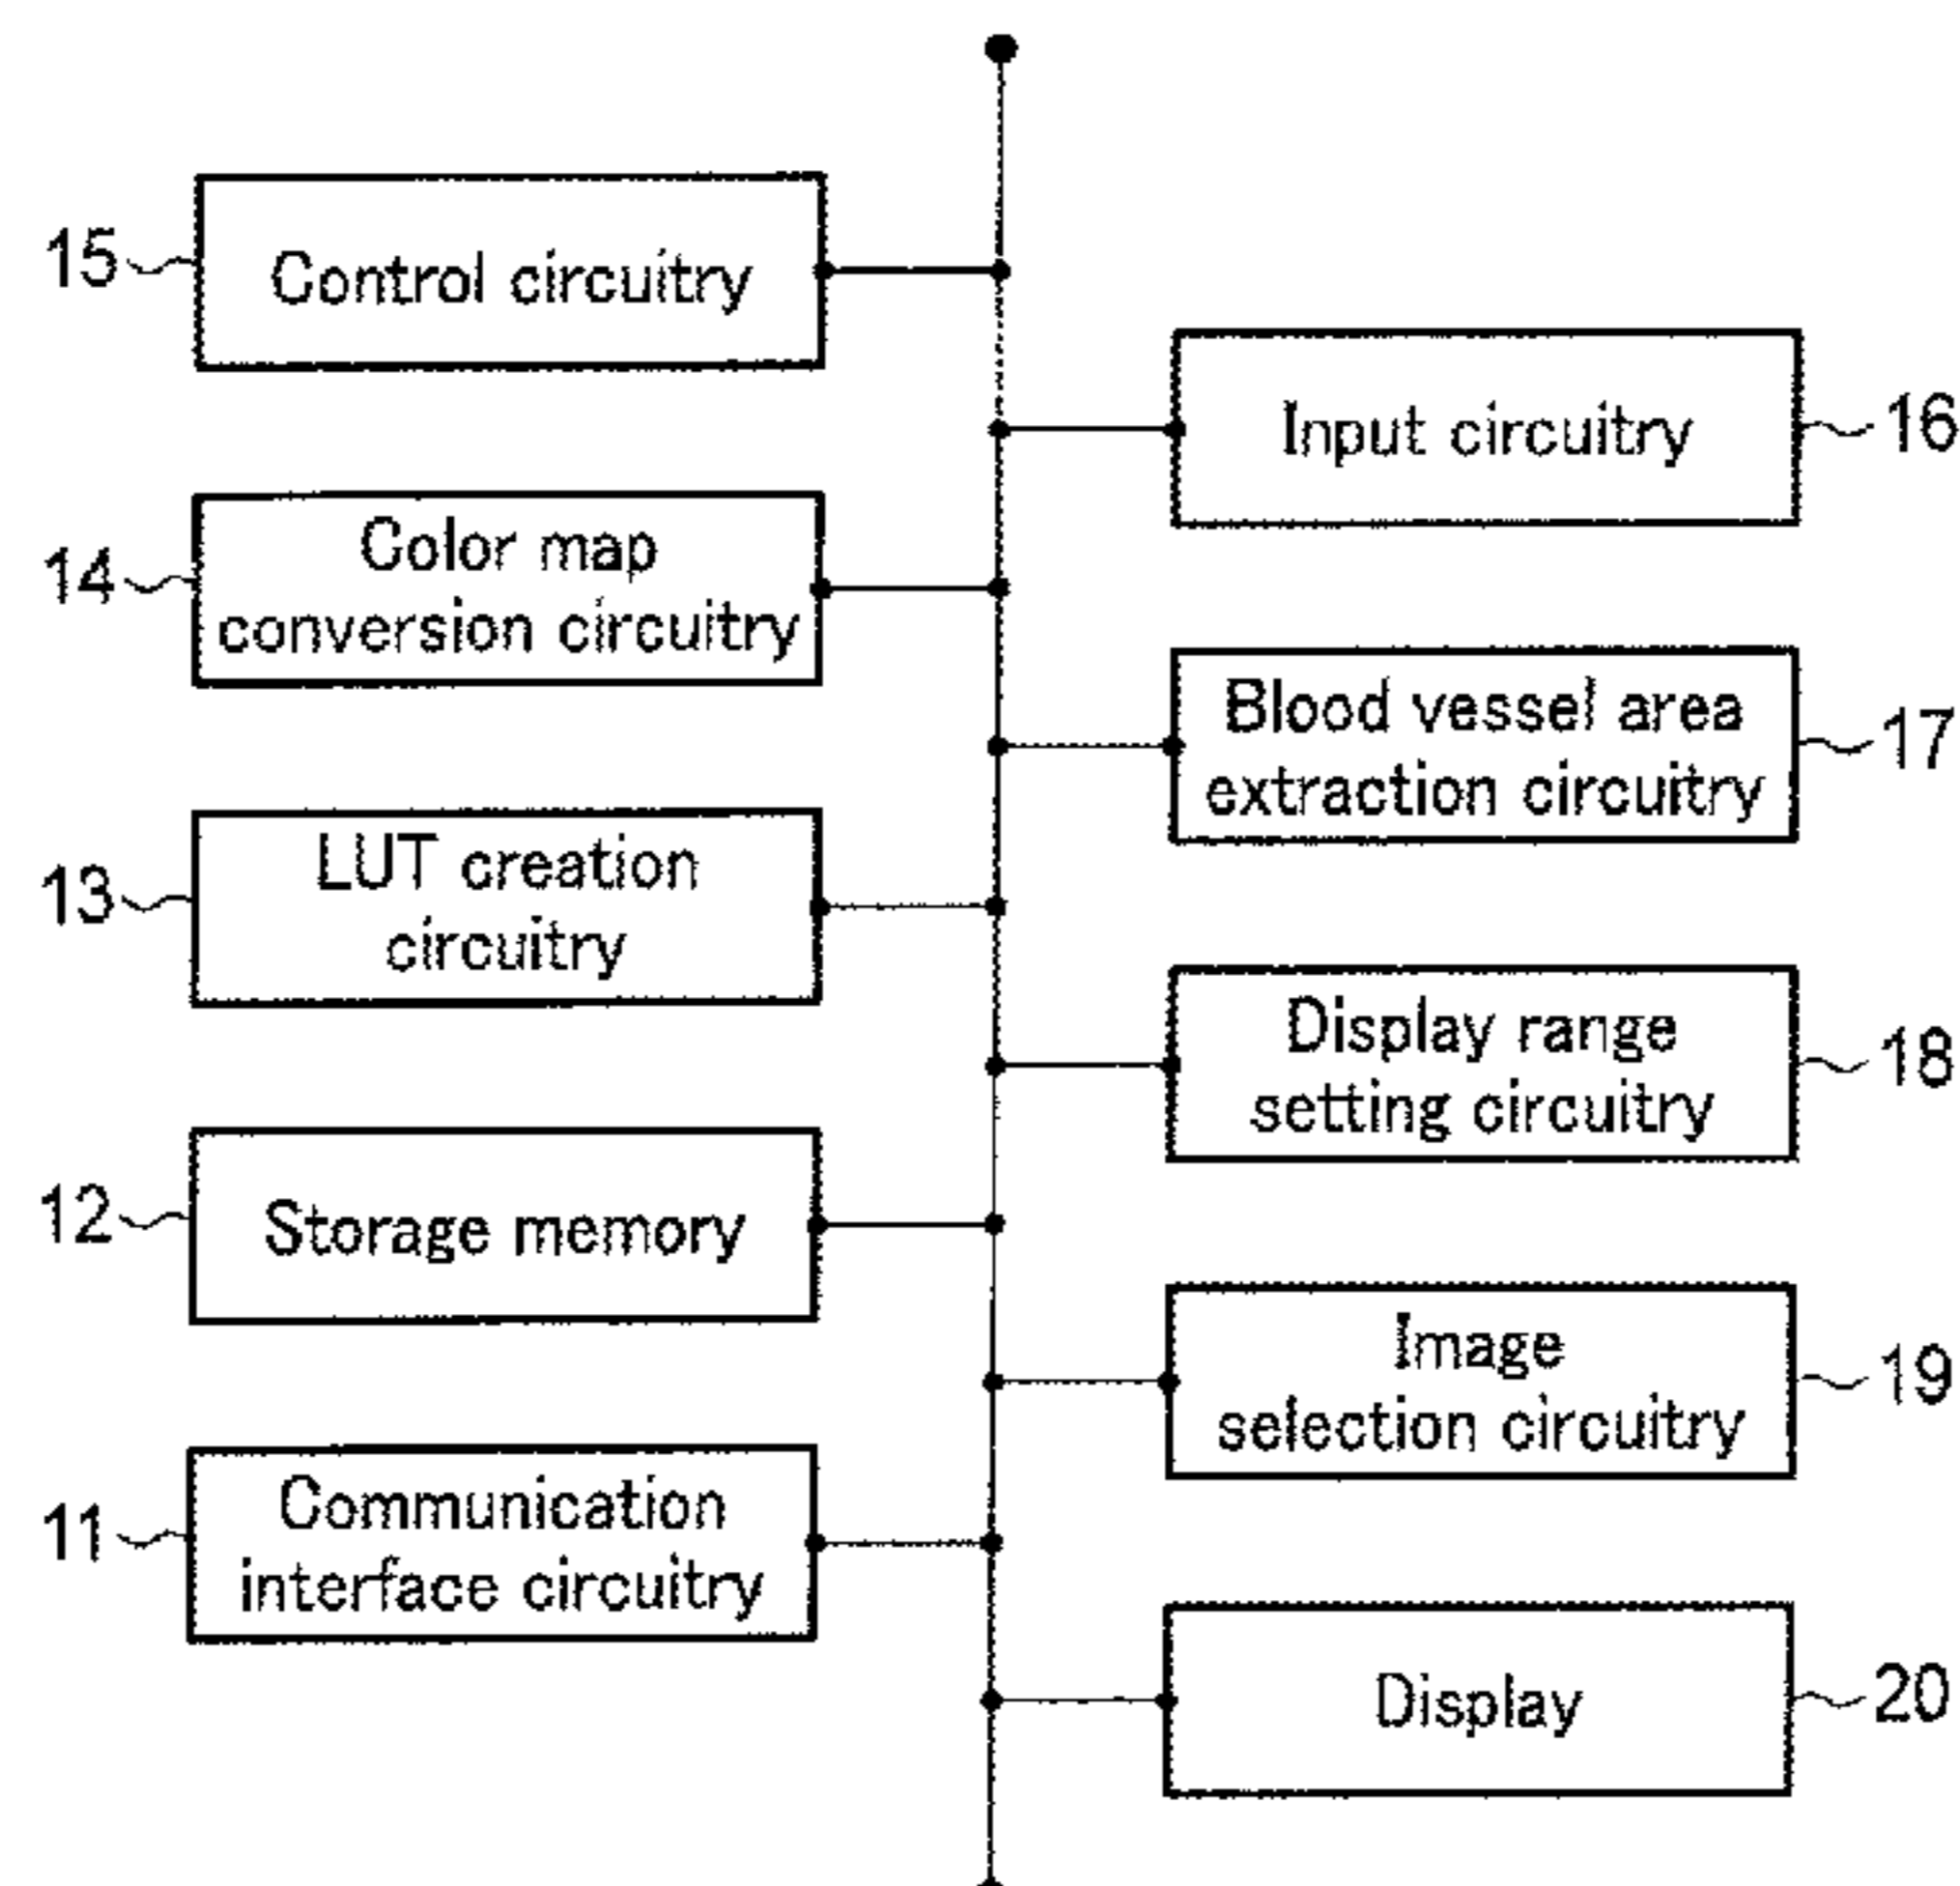 15
Control circuitry
Input circuitry
16
14
Color map
conversion circuitry
Blood vessel area
extraction circuitry
17
13
LUT creation
circuitry
Display range
setting circuitry
18
12
Storage memory
Image
selection circuitry
19
11
Communication
interface circuitry
Display
20